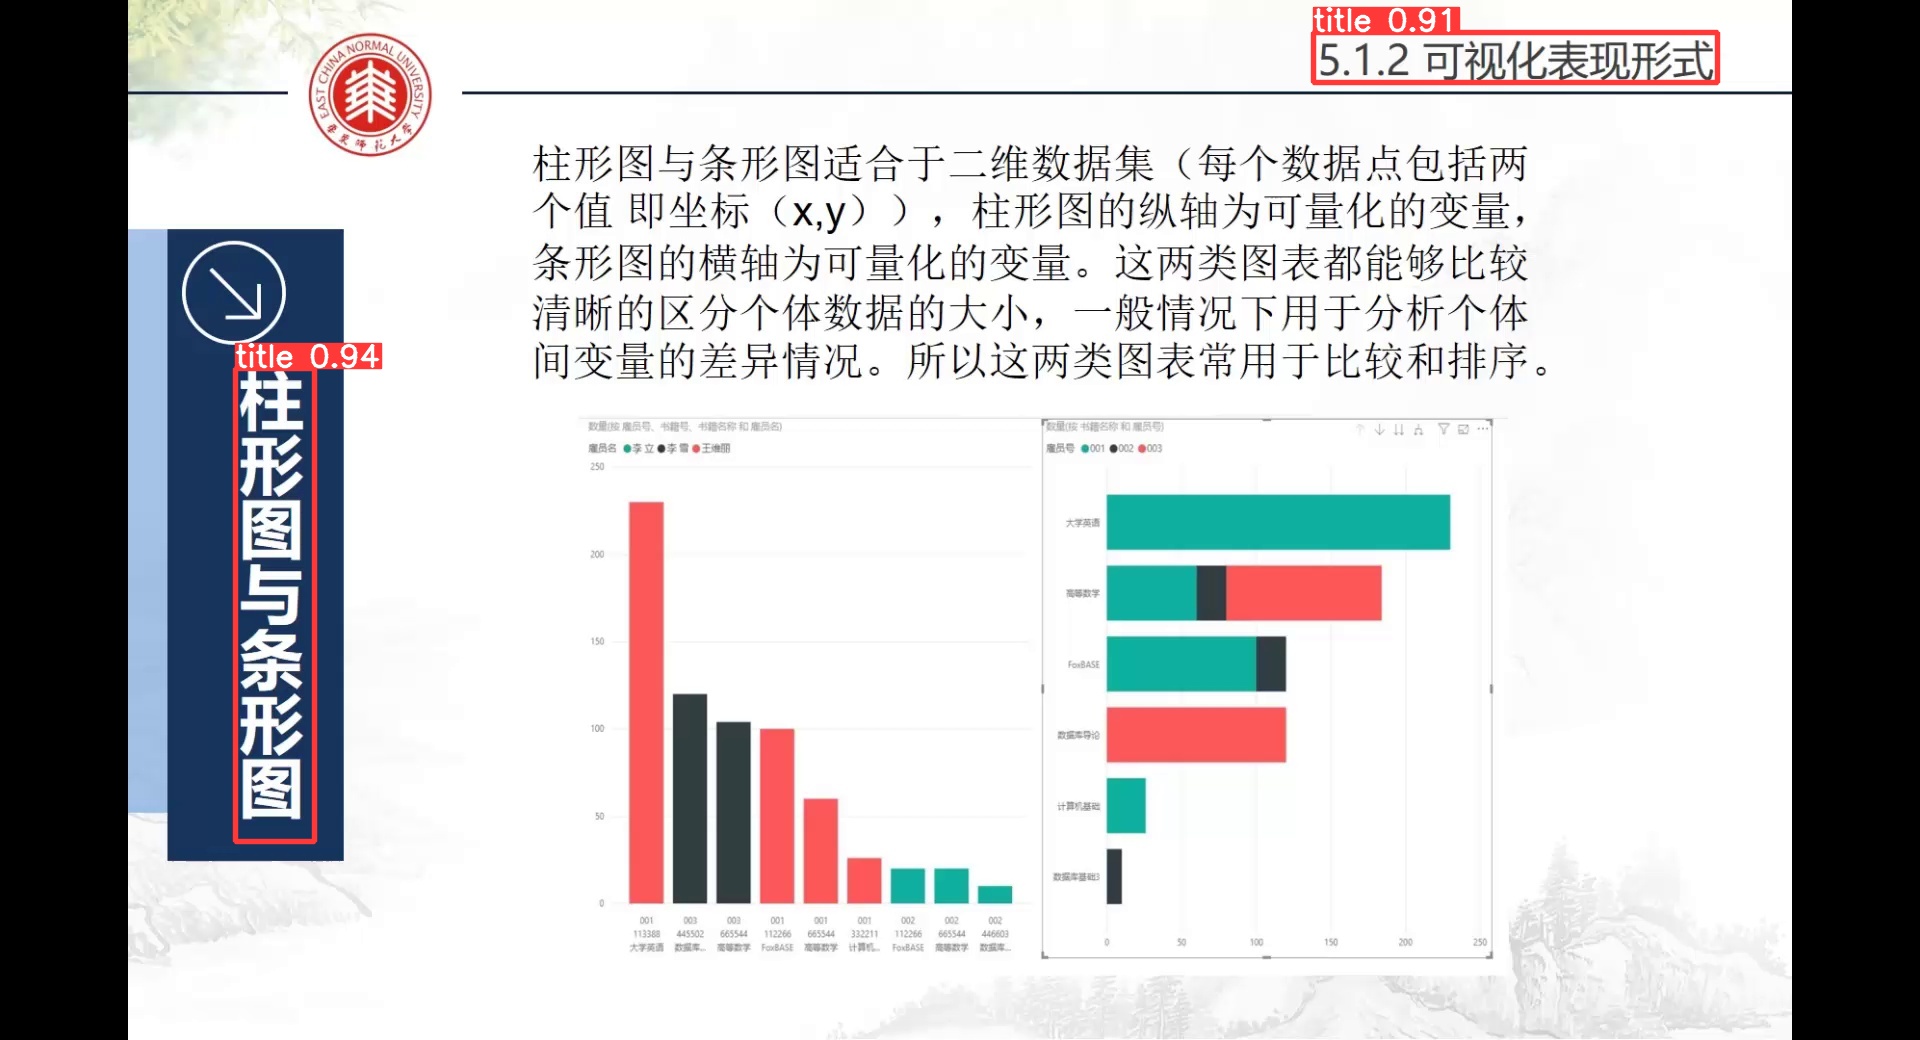 title 0.91
5.1.2 可视化表现形式
EAST CHINA NORMAL UNIVERSITY
华东师范大学
柱形图与条形图适合于二维数据集（每个数据点包括两
个值 即坐标（x,y）），柱形图的纵轴为可量化的变量，
条形图的横轴为可量化的变量。这两类图表都能够比较
清晰的区分个体数据的大小，一般情况下用于分析个体
间变量的差异情况。所以这两类图表常用于比较和排序。
title 0.94
柱形图与条形图
数量(按 雇员号、书籍号、书籍名称 和 雇员名)
雇员名 李 立 李 雪 王维丽
250
200
150
100
50
0
001 003 003 001 001 001 002 002 002
113388 445502 665544 112266 665544 332211 112266 665544 446603
大学英语 数据库... 高等数学 FoxBASE 高等数学 计算机... FoxBASE 高等数学 数据库...
数量(按 书籍名称 和 雇员号)
雇员号 001 002 003
大学英语
高等数学
FoxBASE
数据库导论
计算机基础
数据库基础3
0 50 100 150 200 250